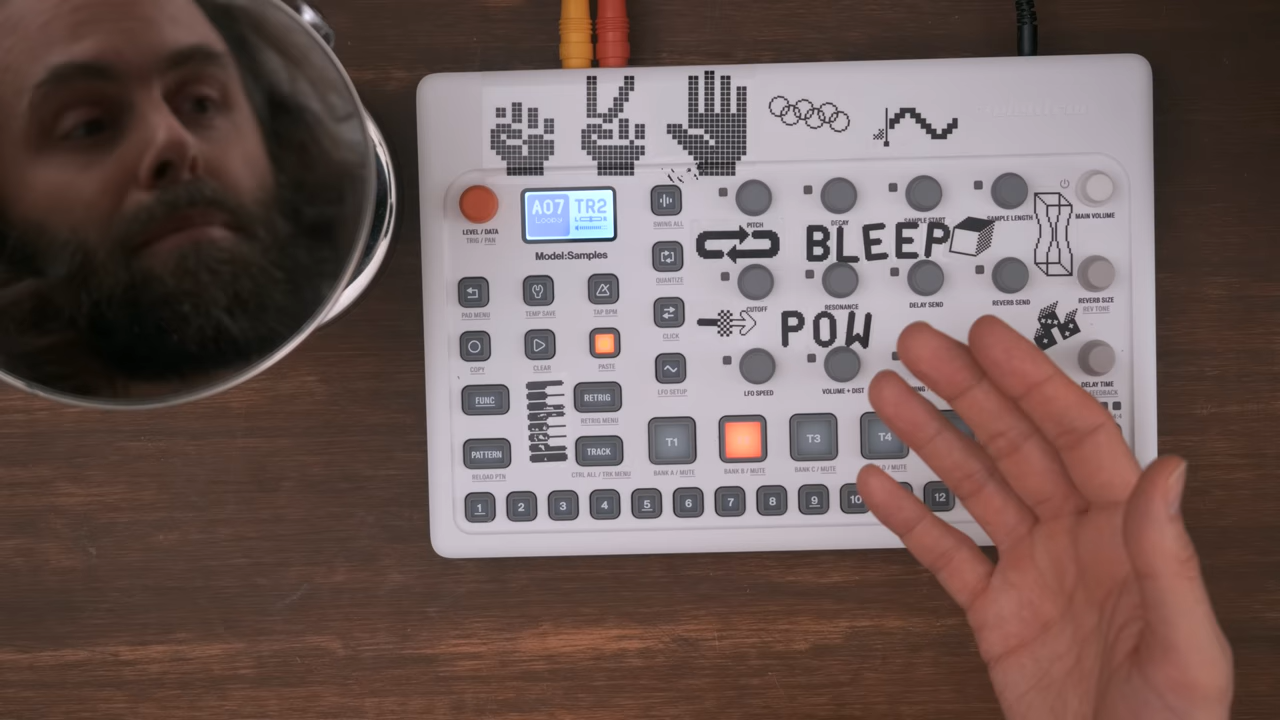 A07 TR2
Loops
Model:Samples
LEVEL / DATA
TRIG / PAN
SWING ALL
PITCH
DECAY
SAMPLE START
SAMPLE LENGTH
MAIN VOLUME
BLEEP
PAD MENU
TEMP SAVE
TAP BPM
QUANTIZE
CUTOFF
RESONANCE
DELAY SEND
REVERB SEND
REVERB SIZE
REV TONE
POW
COPY
CLEAR
PASTE
CLICK
LFO SETUP
LFO SPEED
VOLUME + DIST
DELAY TIME
FEEDBACK
FUNC
RETRIG
RETRIG MENU
PATTERN
RELOAD PTN
TRACK
CTRL ALL / TRK MENU
T1 T3 T4
BANK A / MUTE
BANK B / MUTE
BANK C / MUTE
D / MUTE
1 2 3 4 5 6 7 8 9 10 12